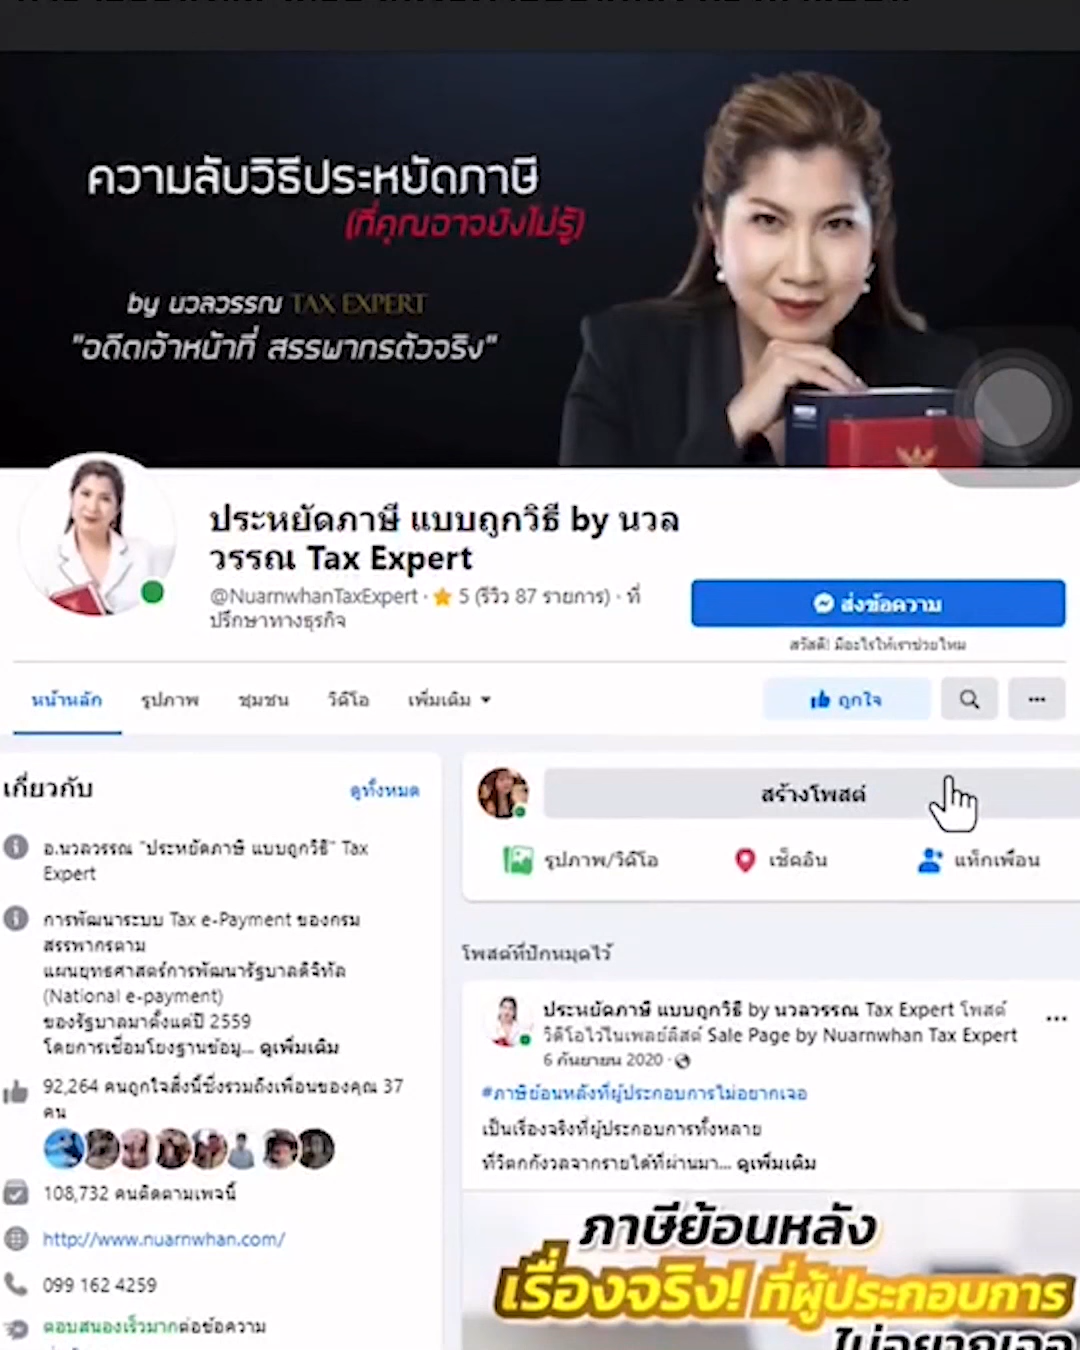 ความลับวิธีประหยัดภาษี
(ที่คุณอาจยังไม่รู้)
by นวลวรรณ TAX EXPERT
"อดีตเจ้าหน้าที่ สรรพากรตัวจริง"
ประหยัดภาษี แบบถูกวิธี by นวล
วรรณ Tax Expert
@NuarnwhanTaxExpert · 5 (รีวิว 87 รายการ) · ที่
ปรึกษาทางธุรกิจ
ส่งข้อความ
สวัสดี! มีอะไรให้เราช่วยไหม
หน้าหลัก รูปภาพ ชุมชน วิดีโอ เพิ่มเติม
ถูกใจ
เกี่ยวกับ ดูทั้งหมด
อ.นวลวรรณ "ประหยัดภาษี แบบถูกวิธี" Tax
Expert
การพัฒนาระบบ Tax e-Payment ของกรม
สรรพากรตาม
แผนยุทธศาสตร์การพัฒนารัฐบาลดิจิทัล
(National e-payment)
ของรัฐบาลมาตั้งแต่ปี 2559
โดยการเชื่อมโยงฐานข้อมู... ดูเพิ่มเติม
92,264 คนถูกใจสิ่งนี้ซึ่งรวมถึงเพื่อนของคุณ 37
คน
108,732 คนติดตามเพจนี้
http://www.nuarnwhan.com/
099 162 4259
ตอบสนองเร็วมากต่อข้อความ
สร้างโพสต์
รูปภาพ/วิดีโอ เช็คอิน แท็กเพื่อน
โพสต์ที่ปักหมุดไว้
ประหยัดภาษี แบบถูกวิธี by นวลวรรณ Tax Expert โพสต์
วิดีโอไว้ในเพลย์ลิสต์ Sale Page by Nuarnwhan Tax Expert
6 กันยายน 2020 ·
#ภาษีย้อนหลังที่ผู้ประกอบการไม่อยากเจอ
เป็นเรื่องจริงที่ผู้ประกอบการทั้งหลาย
ที่วิตกกังวลจากรายได้ที่ผ่านมา... ดูเพิ่มเติม
ภาษีย้อนหลัง
เรื่องจริง! ที่ผู้ประกอบการ
ไม่อยากเจอ